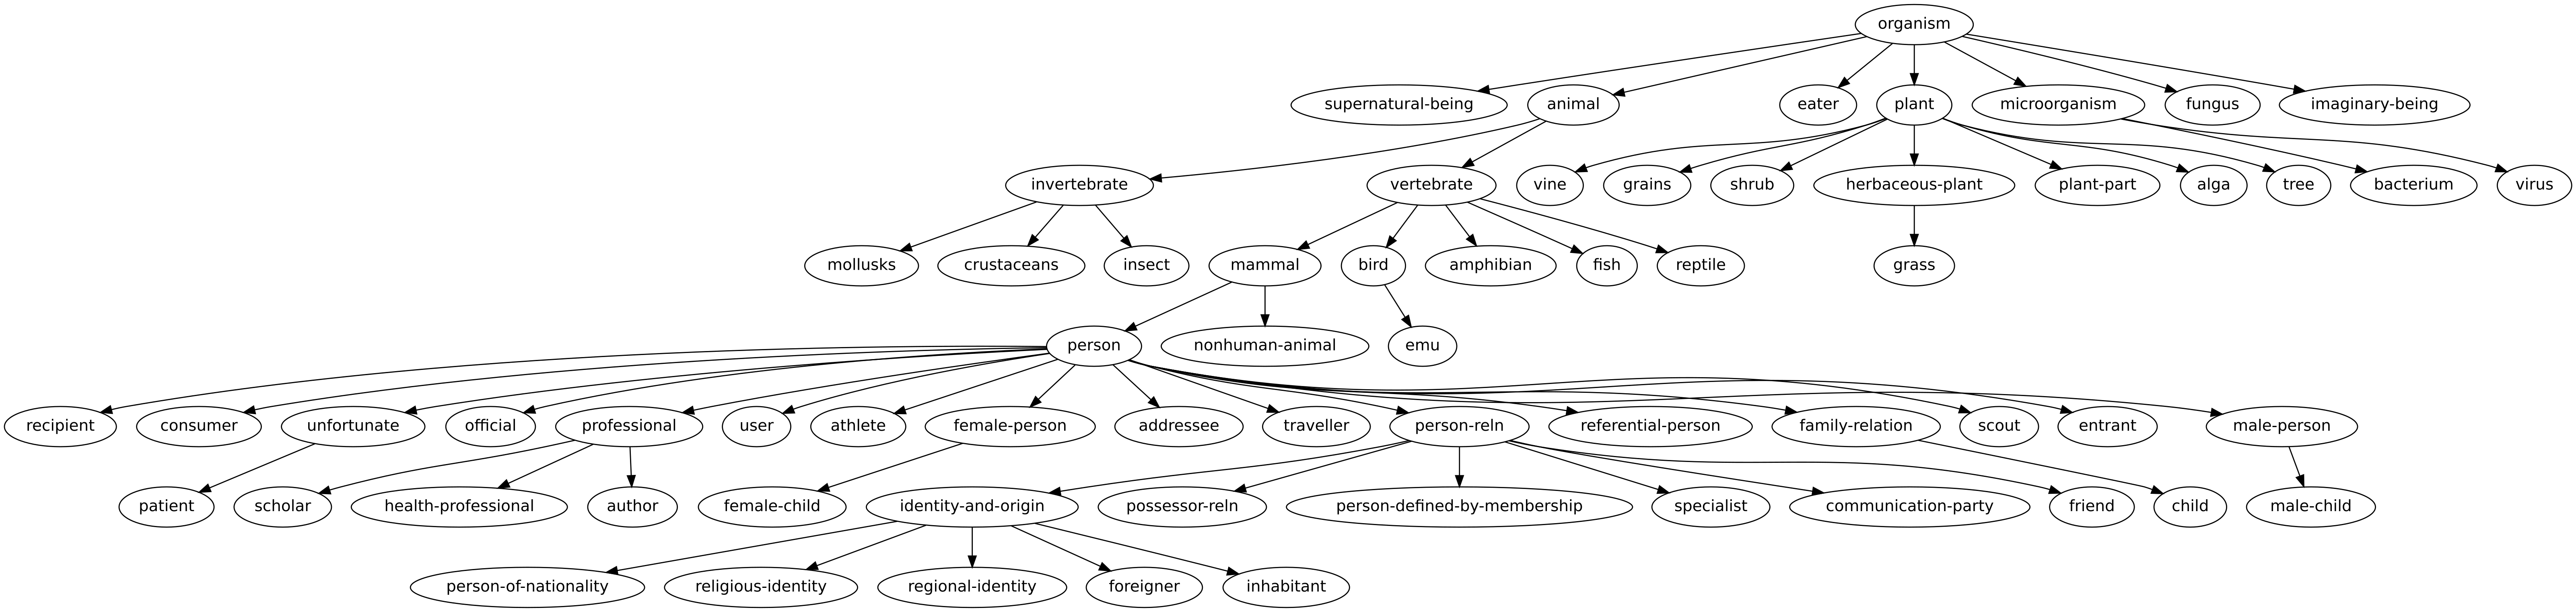 organism
supernatural-being
animal
eater
plant
microorganism
fungus
imaginary-being
invertebrate
vertebrate
vine
grains
shrub
herbaceous-plant
plant-part
alga
tree
bacterium
virus
mollusks
crustaceans
insect
mammal
bird
amphibian
fish
reptile
grass
person
nonhuman-animal
emu
recipient
consumer
unfortunate
official
professional
user
athlete
female-person
addressee
traveller
person-reln
referential-person
family-relation
scout
entrant
male-person
patient
scholar
health-professional
author
female-child
identity-and-origin
possessor-reln
person-defined-by-membership
specialist
communication-party
friend
child
male-child
person-of-nationality
religious-identity
regional-identity
foreigner
inhabitant